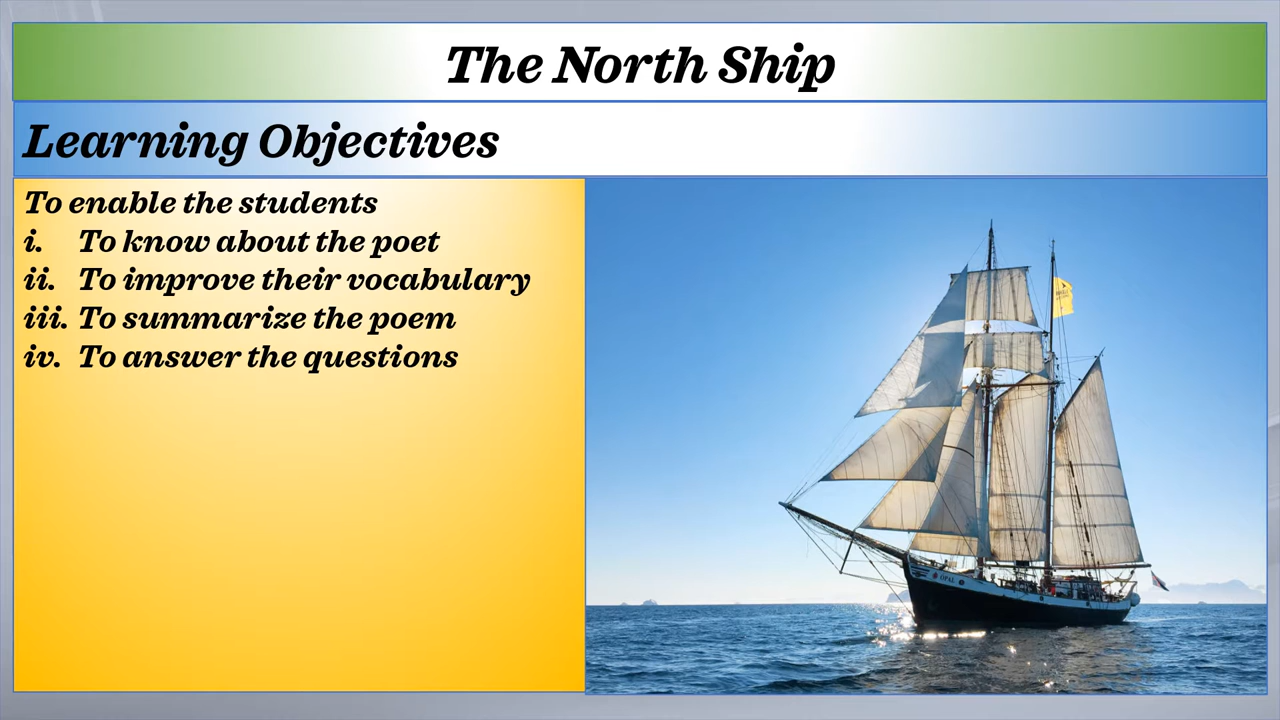 The North Ship
Learning Objectives
To enable the students
i. To know about the poet
ii. To improve their vocabulary
iii. To summarize the poem
iv. To answer the questions
OPAL